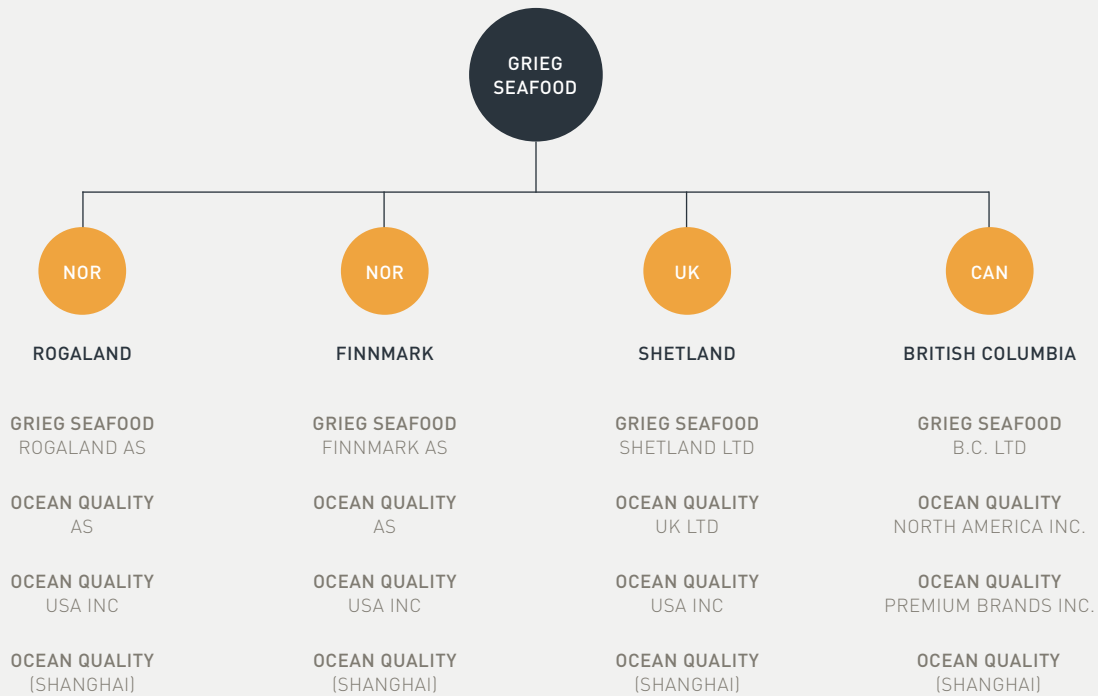 GRIEG
SEAFOOD
NOR
NOR
UK
CAN
ROGALAND
FINNMARK
SHETLAND
BRITISH COLUMBIA
GRIEG SEAFOOD
ROGALAND AS
GRIEG SEAFOOD
FINNMARK AS
GRIEG SEAFOOD
SHETLAND LTD
GRIEG SEAFOOD
B.C. LTD
OCEAN QUALITY
AS
OCEAN QUALITY
AS
OCEAN QUALITY
UK LTD
OCEAN QUALITY
NORTH AMERICA INC.
OCEAN QUALITY
USA INC
OCEAN QUALITY
USA INC
OCEAN QUALITY
USA INC
OCEAN QUALITY
PREMIUM BRANDS INC.
OCEAN QUALITY
(SHANGHAI)
OCEAN QUALITY
(SHANGHAI)
OCEAN QUALITY
(SHANGHAI)
OCEAN QUALITY
(SHANGHAI)